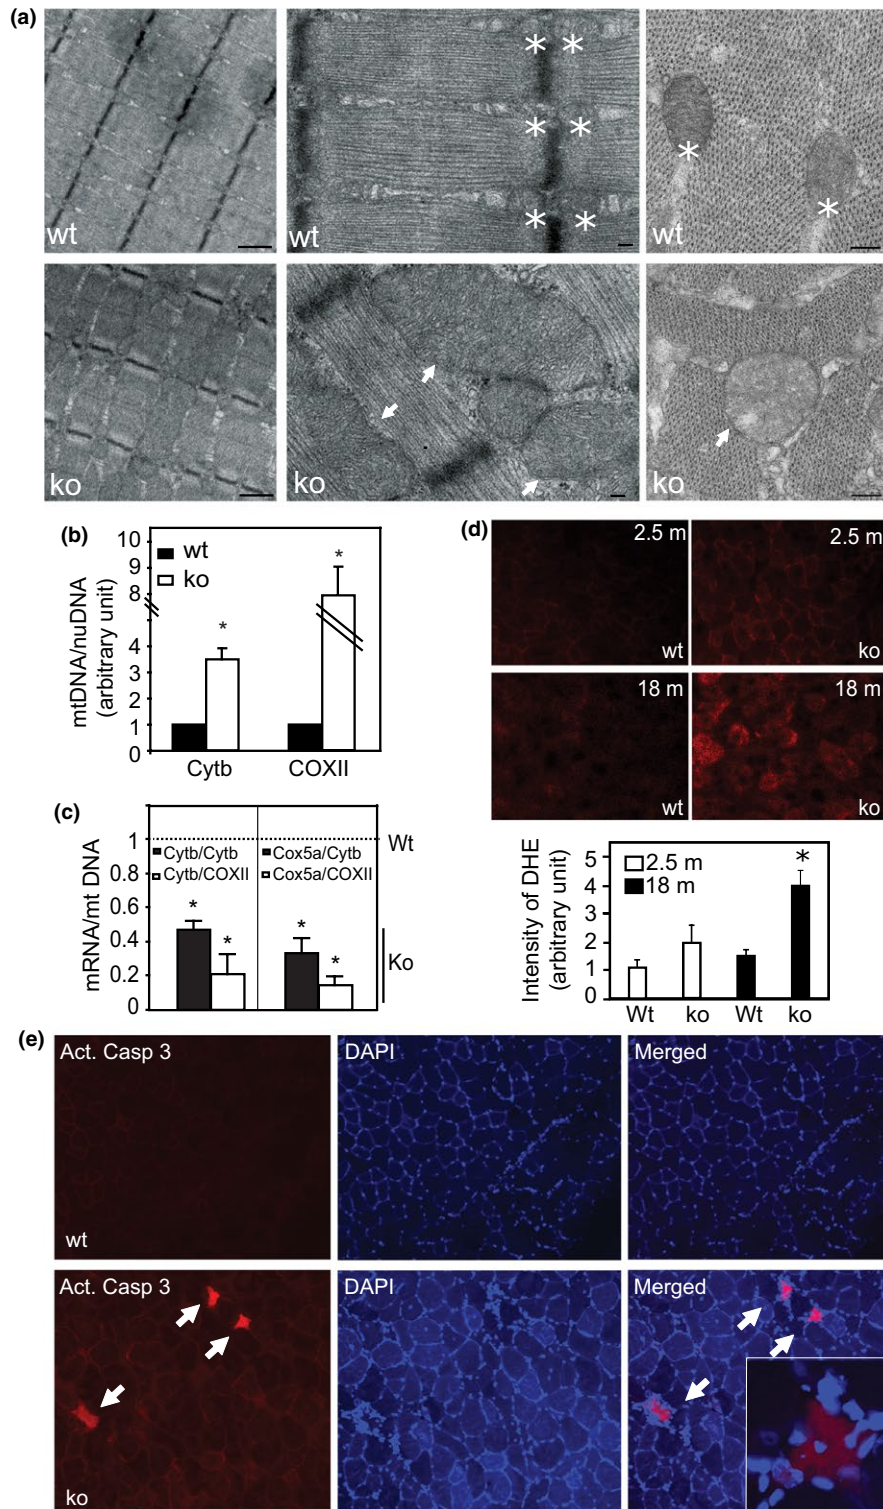 (a)
wt
wt
wt
* *
* *
* *
*
*
ko
ko
ko
(b)
mtDNA/nuDNA
(arbitrary unit)
10
8
4
3
2
1
0
wt
ko
*
*
Cytb
COXII
(c)
mRNA/mt DNA
1
0.8
0.6
0.4
0.2
0
Cytb/Cytb
Cytb/COXII
Cox5a/Cytb
Cox5a/COXII
*
*
*
*
Wt
Ko
(d)
2.5 m
wt
2.5 m
ko
18 m
wt
18 m
ko
Intensity of DHE
(arbitrary unit)
5
4
3
2
1
0
2.5 m
18 m
*
Wt
ko
Wt
ko
(e)
Act. Casp 3
wt
DAPI
Merged
Act. Casp 3
ko
DAPI
Merged